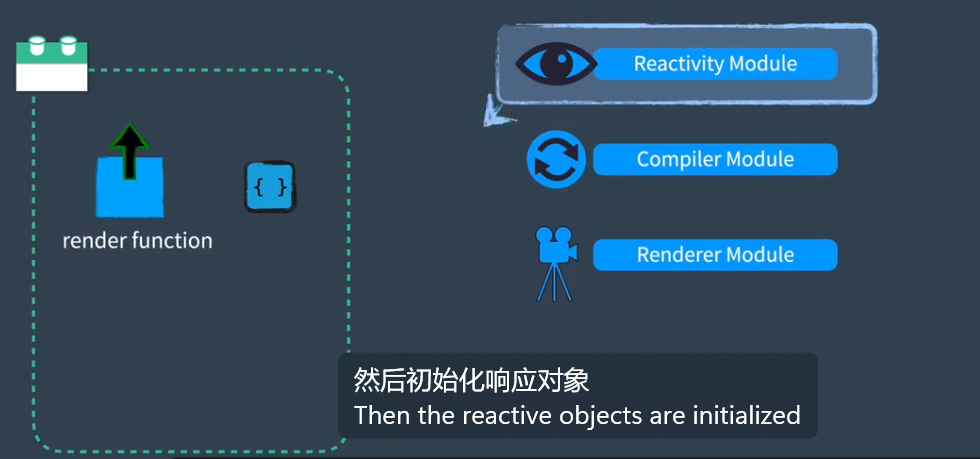 Reactivity Module
Compiler Module
{ }
render function
Renderer Module
然后初始化响应对象
Then the reactive objects are initialized